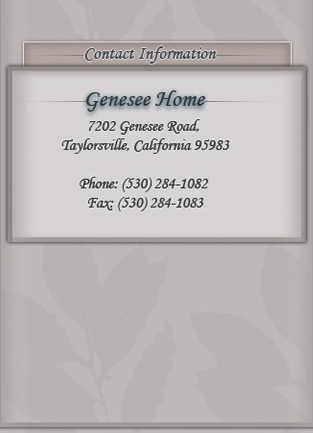 Contact Information
Genesee Home
7202 Genesee Road,
Taylorsville, California 95983
Phone: (530) 284-1082
Fax: (530) 284-1083